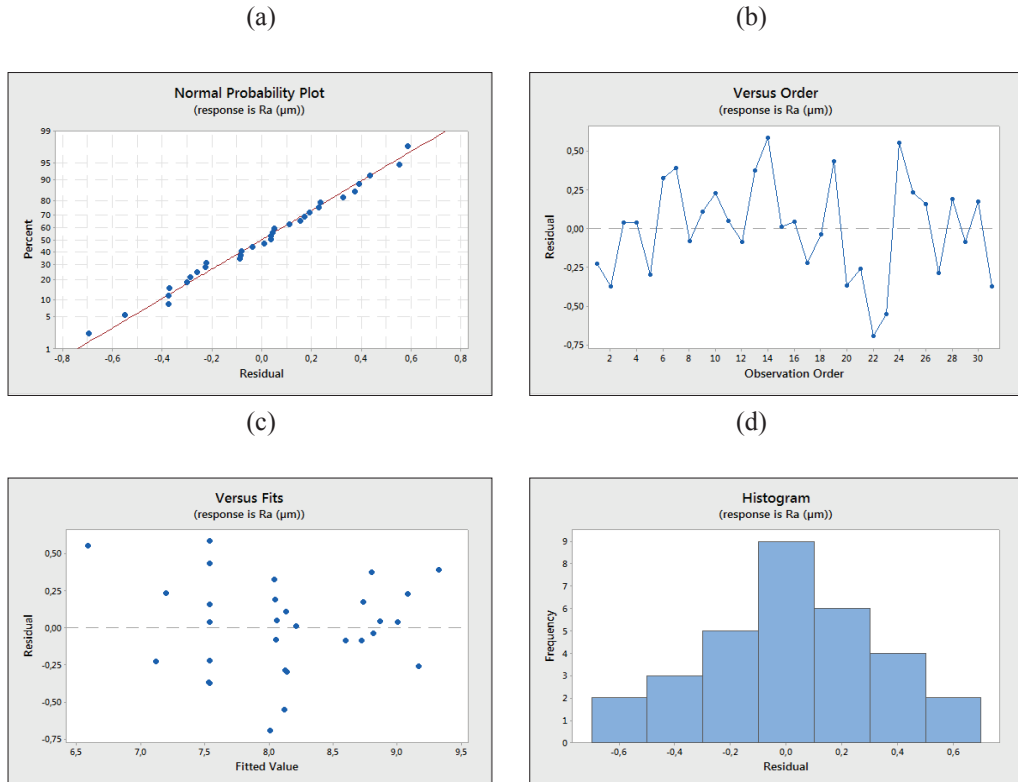 (a)
(b)
Normal Probability Plot
(response is Ra (µm))
Percent
99
95
90
80
70
60
50
40
30
20
10
5
1
-0,8 -0,6 -0,4 -0,2 0,0 0,2 0,4 0,6 0,8
Residual
Versus Order
(response is Ra (µm))
Residual
0,50
0,25
0,00
-0,25
-0,50
-0,75
2 4 6 8 10 12 14 16 18 20 22 24 26 28 30
Observation Order
(c)
(d)
Versus Fits
(response is Ra (µm))
Residual
0,50
0,25
0,00
-0,25
-0,50
-0,75
6,5 7,0 7,5 8,0 8,5 9,0 9,5
Fitted Value
Histogram
(response is Ra (µm))
Frequency
9
8
7
6
5
4
3
2
1
0
-0,6 -0,4 -0,2 0,0 0,2 0,4 0,6
Residual